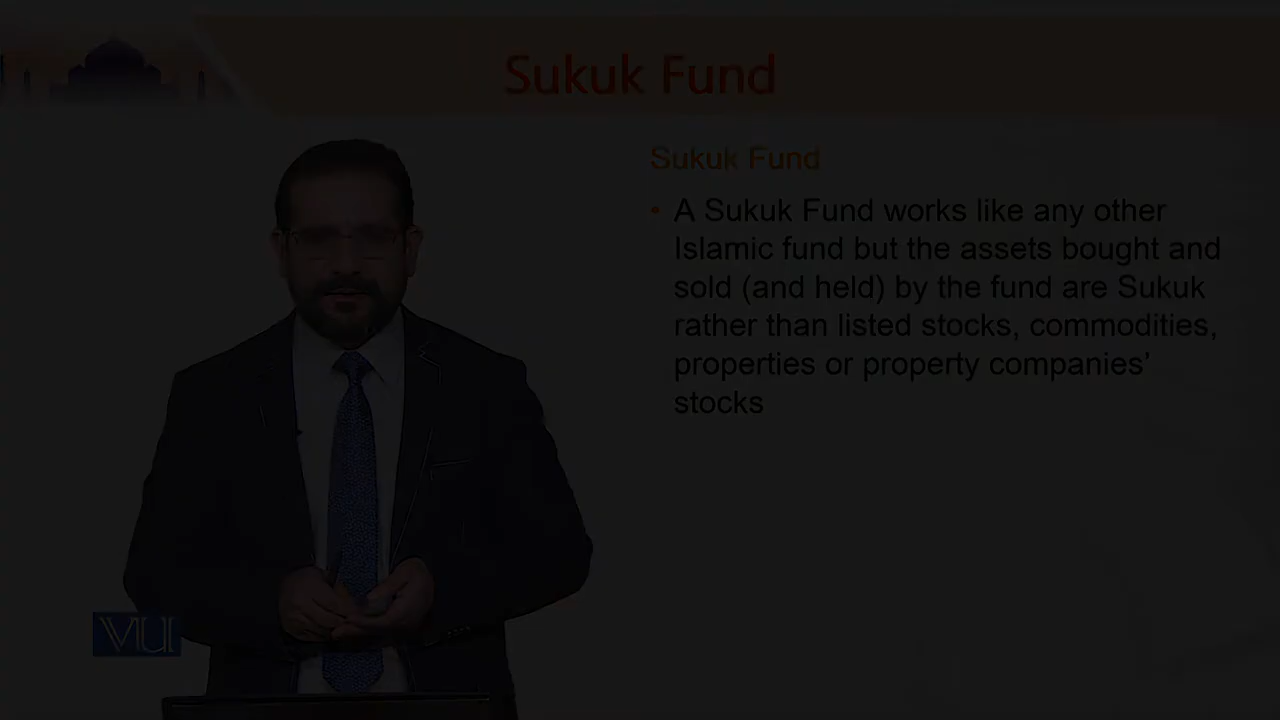 Sukuk Fund
Sukuk Fund
• A Sukuk Fund works like any other
Islamic fund but the assets bought and
sold (and held) by the fund are Sukuk
rather than listed stocks, commodities,
properties or property companies’
stocks
VU